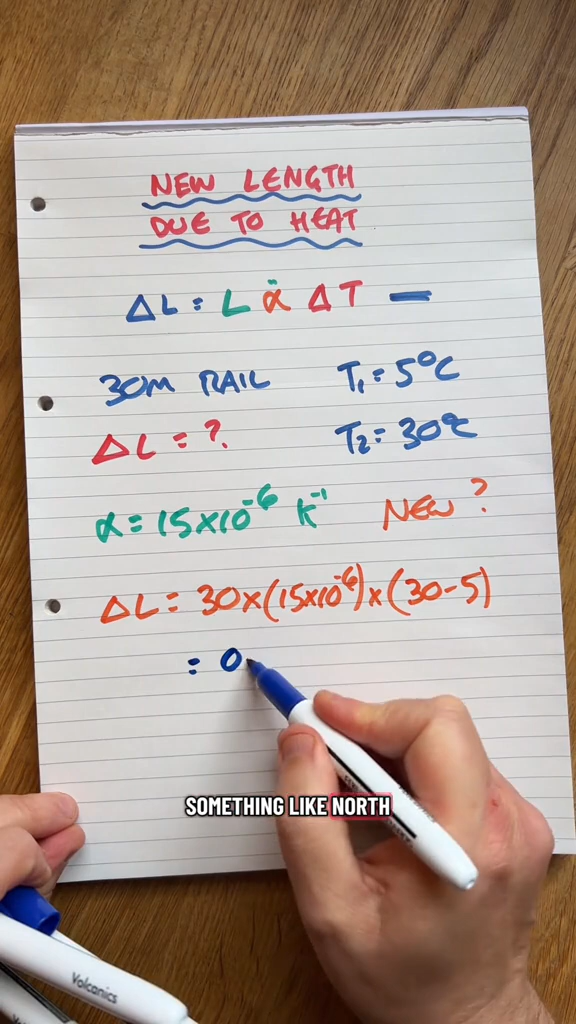 NEW LENGTH
DUE TO HEAT
ΔL = L α ΔT
30M RAIL
T₁ = 5°C
ΔL = ?
T₂ = 30°C
α = 15×10⁻⁶ K⁻¹
NEW ?
ΔL = 30×(15×10⁻⁶)×(30-5)
= 0.
SOMETHING LIKE NORTH
Volcanics